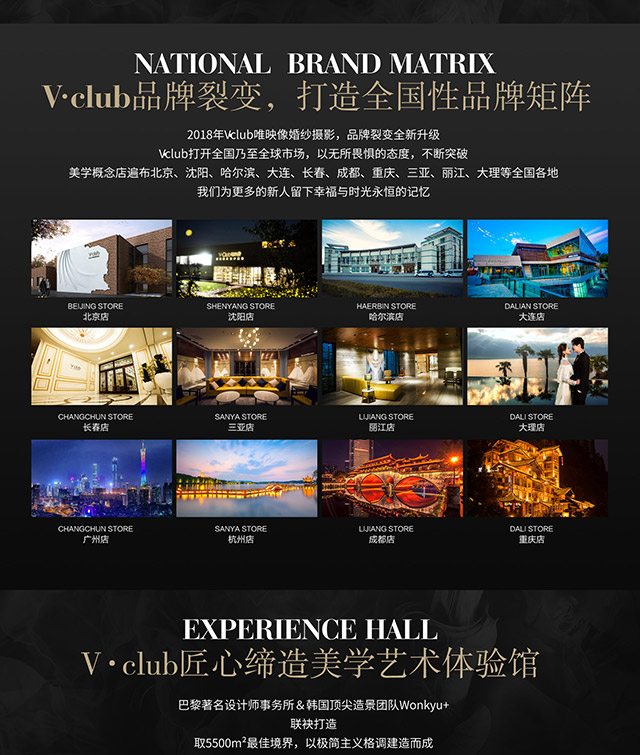 NATIONAL BRAND MATRIX
V·club品牌裂变，打造全国性品牌矩阵
2018年Vclub唯映像婚纱摄影，品牌裂变全新升级
Vclub打开全国乃至全球市场，以无所畏惧的态度，不断突破
美学概念店遍布北京、沈阳、哈尔滨、大连、长春、成都、重庆、三亚、丽江、大理等全国各地
我们为更多的新人留下幸福与时光永恒的记忆
V·club
V·Club
BEIJING STORE SHENYANG STORE HAERBIN STORE DALIAN STORE
北京店 沈阳店 哈尔滨店 大连店
CHANGCHUN STORE SANYA STORE LIJIANG STORE DALI STORE
长春店 三亚店 丽江店 大理店
CHANGCHUN STORE SANYA STORE LIJIANG STORE DALI STORE
广州店 杭州店 成都店 重庆店
EXPERIENCE HALL
V·club匠心缔造美学艺术体验馆
巴黎著名设计师事务所＆韩国顶尖造景团队Wonkyu+
联袂打造
取5500m²最佳境界，以极简主义格调建造而成